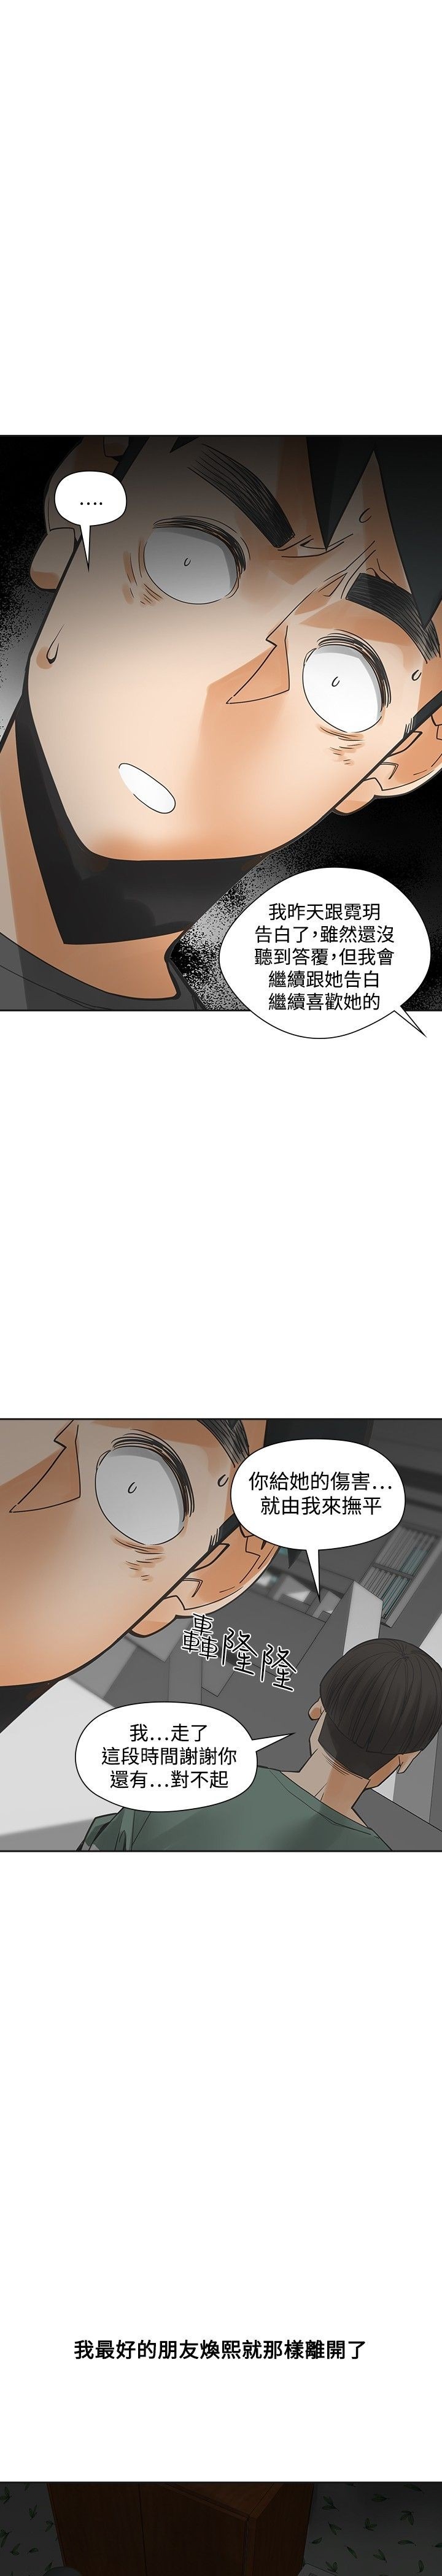 ....
我昨天跟霓玥
告白了,雖然還沒
聽到答覆,但我會
繼續跟她告白
繼續喜歡她的
你給她的傷害...
就由我來撫平
轟隆隆
我...走了
這段時間謝謝你
還有...對不起
我最好的朋友煥熙就那樣離開了